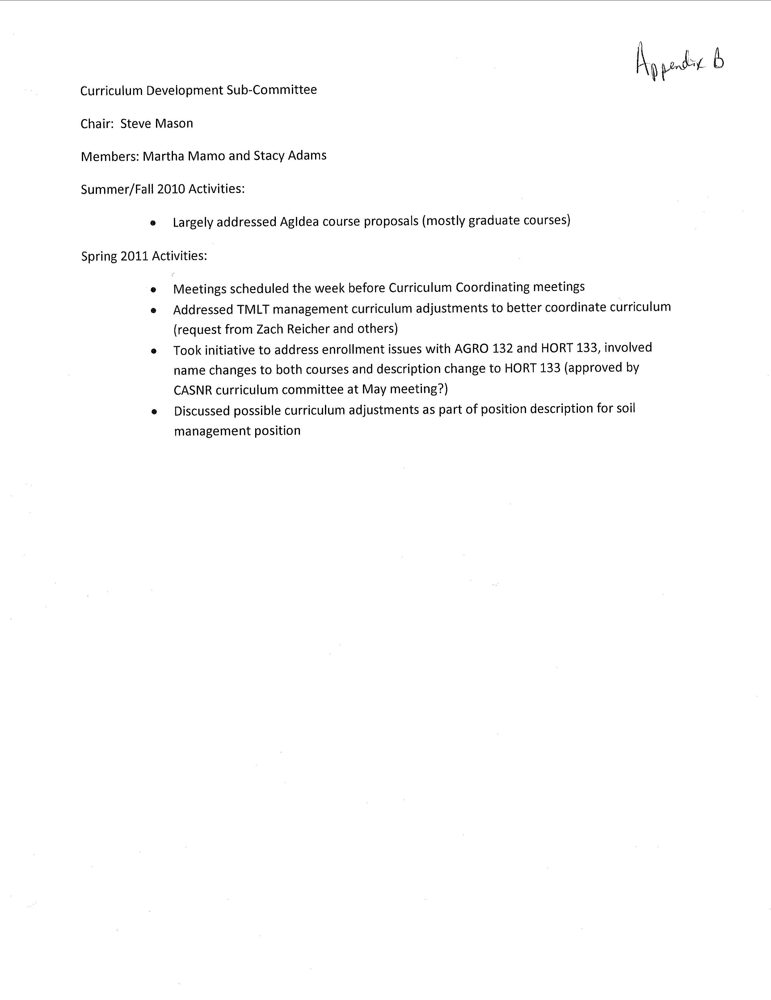 Appendix B
Curriculum Development Sub-Committee
Chair: Steve Mason
Members: Martha Mamo and Stacy Adams
Summer/Fall 2010 Activities:
• Largely addressed AgIdea course proposals (mostly graduate courses)
Spring 2011 Activities:
• Meetings scheduled the week before Curriculum Coordinating meetings
• Addressed TMLT management curriculum adjustments to better coordinate curriculum
(request from Zach Reicher and others)
• Took initiative to address enrollment issues with AGRO 132 and HORT 133, involved
name changes to both courses and description change to HORT 133 (approved by
CASNR curriculum committee at May meeting?)
• Discussed possible curriculum adjustments as part of position description for soil
management position